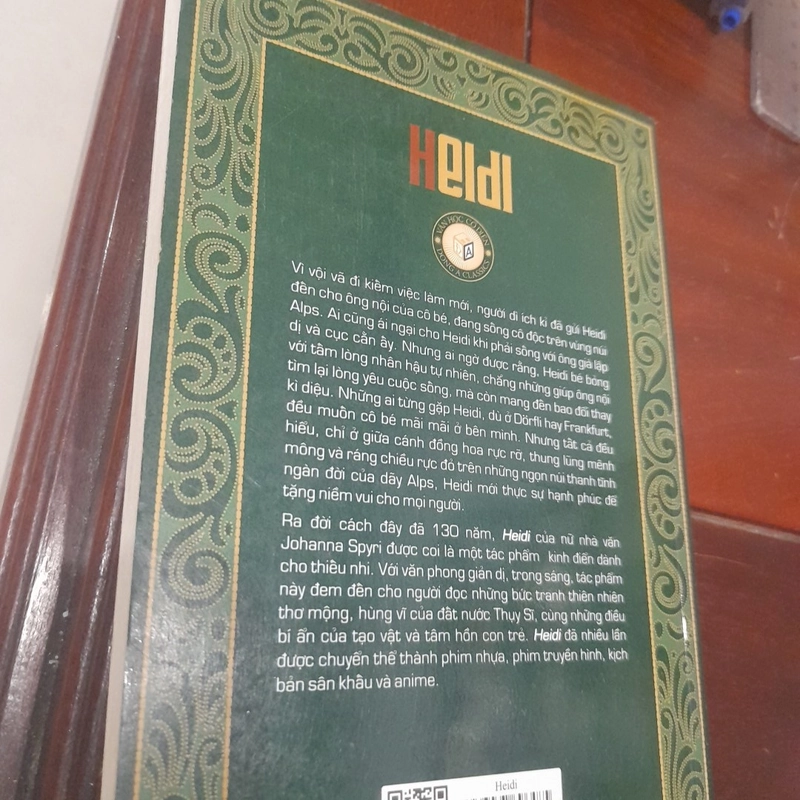 Heidi
VĂN HỌC CỔ ĐIỂN
ĐÔNG A CLASSICS
Vì vội vã đi kiếm việc làm mới, người dì ích kỉ đã gửi Heidi
đến cho ông nội của cô bé, đang sống cô độc trên vùng núi
Alps. Ai cũng ái ngại cho Heidi khi phải sống với ông già lập
dị và cục cằn ấy. Nhưng ai ngờ được rằng, Heidi bé bỏng
với tấm lòng nhân hậu tự nhiên, chẳng những giúp ông nội
tìm lại lòng yêu cuộc sống, mà còn mang đến bao đổi thay
kì diệu. Những ai từng gặp Heidi, dù ở Dörfli hay Frankfurt,
đều muốn cô bé mãi mãi ở bên mình. Nhưng tất cả đều
hiểu, chỉ ở giữa cánh đồng hoa rực rỡ, thung lũng mênh
mông và ráng chiều rực đỏ trên những ngọn núi thanh tĩnh
ngàn đời của dãy Alps, Heidi mới thực sự hạnh phúc để
tặng niềm vui cho mọi người.
Ra đời cách đây đã 130 năm, Heidi của nữ nhà văn
Johanna Spyri được coi là một tác phẩm kinh điển dành
cho thiếu nhi. Với văn phong giản dị, trong sáng, tác phẩm
này đem đến cho người đọc những bức tranh thiên nhiên
thơ mộng, hùng vĩ của đất nước Thụy Sĩ, cùng những điều
bí ẩn của tạo vật và tâm hồn con trẻ. Heidi đã nhiều lần
được chuyển thể thành phim nhựa, phim truyền hình, kịch
bản sân khấu và anime.
Heidi